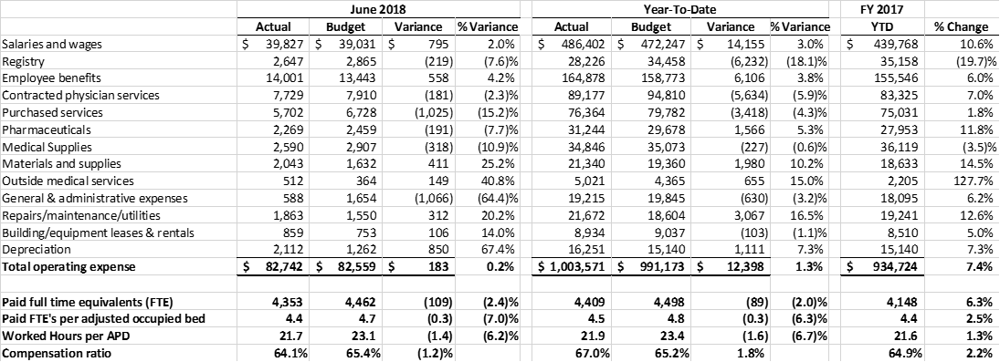 June 2018 Year-To-Date FY 2017
Actual Budget Variance % Variance Actual Budget Variance % Variance YTD % Change
Salaries and wages $ 39,827 $ 39,031 $ 795 2.0% $ 486,402 $ 472,247 $ 14,155 3.0% $ 439,768 10.6%
Registry 2,647 2,865 (219) (7.6)% 28,226 34,458 (6,232) (18.1)% 35,158 (19.7)%
Employee benefits 14,001 13,443 558 4.2% 164,878 158,773 6,106 3.8% 155,546 6.0%
Contracted physician services 7,729 7,910 (181) (2.3)% 89,177 94,810 (5,634) (5.9)% 83,325 7.0%
Purchased services 5,702 6,728 (1,025) (15.2)% 76,364 79,782 (3,418) (4.3)% 75,031 1.8%
Pharmaceuticals 2,269 2,459 (191) (7.7)% 31,244 29,678 1,566 5.3% 27,953 11.8%
Medical Supplies 2,590 2,907 (318) (10.9)% 34,846 35,073 (227) (0.6)% 36,119 (3.5)%
Materials and supplies 2,043 1,632 411 25.2% 21,340 19,360 1,980 10.2% 18,633 14.5%
Outside medical services 512 364 149 40.8% 5,021 4,365 655 15.0% 2,205 127.7%
General & administrative expenses 588 1,654 (1,066) (64.4)% 19,215 19,845 (630) (3.2)% 18,095 6.2%
Repairs/maintenance/utilities 1,863 1,550 312 20.2% 21,672 18,604 3,067 16.5% 19,241 12.6%
Building/equipment leases & rentals 859 753 106 14.0% 8,934 9,037 (103) (1.1)% 8,510 5.0%
Depreciation 2,112 1,262 850 67.4% 16,251 15,140 1,111 7.3% 15,140 7.3%
Total operating expense $ 82,742 $ 82,559 $ 183 0.2% $ 1,003,571 $ 991,173 $ 12,398 1.3% $ 934,724 7.4%
Paid full time equivalents (FTE) 4,353 4,462 (109) (2.4)% 4,409 4,498 (89) (2.0)% 4,148 6.3%
Paid FTE's per adjusted occupied bed 4.4 4.7 (0.3) (7.0)% 4.5 4.8 (0.3) (6.3)% 4.4 2.5%
Worked Hours per APD 21.7 23.1 (1.4) (6.2)% 21.9 23.4 (1.6) (6.7)% 21.6 1.3%
Compensation ratio 64.1% 65.4% (1.2)% 67.0% 65.2% 1.8% 64.9% 2.2%